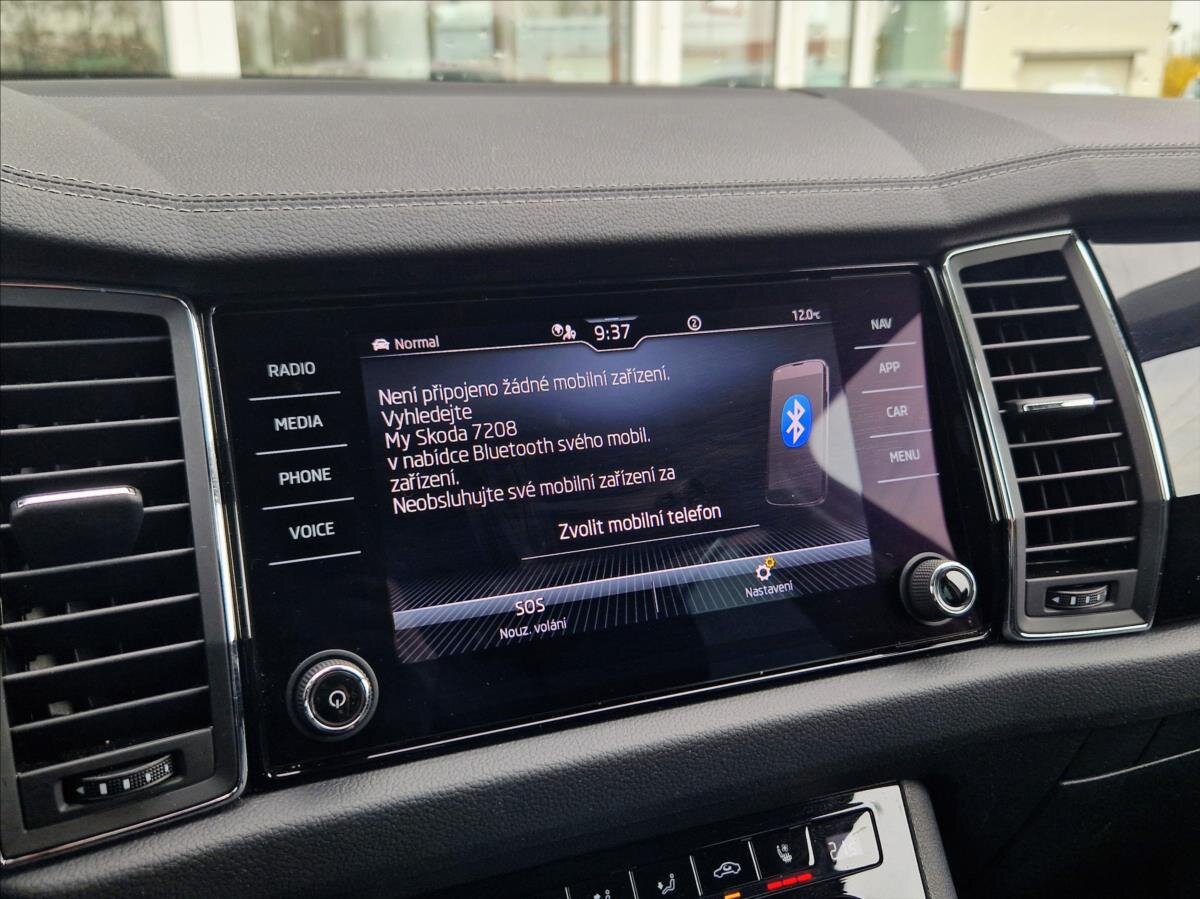 Normal
9:37
2
12.0°C
RADIO
MEDIA
PHONE
VOICE
Není připojeno žádné mobilní zařízení.
Vyhledejte
My Skoda 7208
v nabídce Bluetooth svého mobil.
zařízení.
Neobsluhujte své mobilní zařízení za
Zvolit mobilní telefon
SOS
Nouz. volání
Nastavení
NAV
APP
CAR
MENU